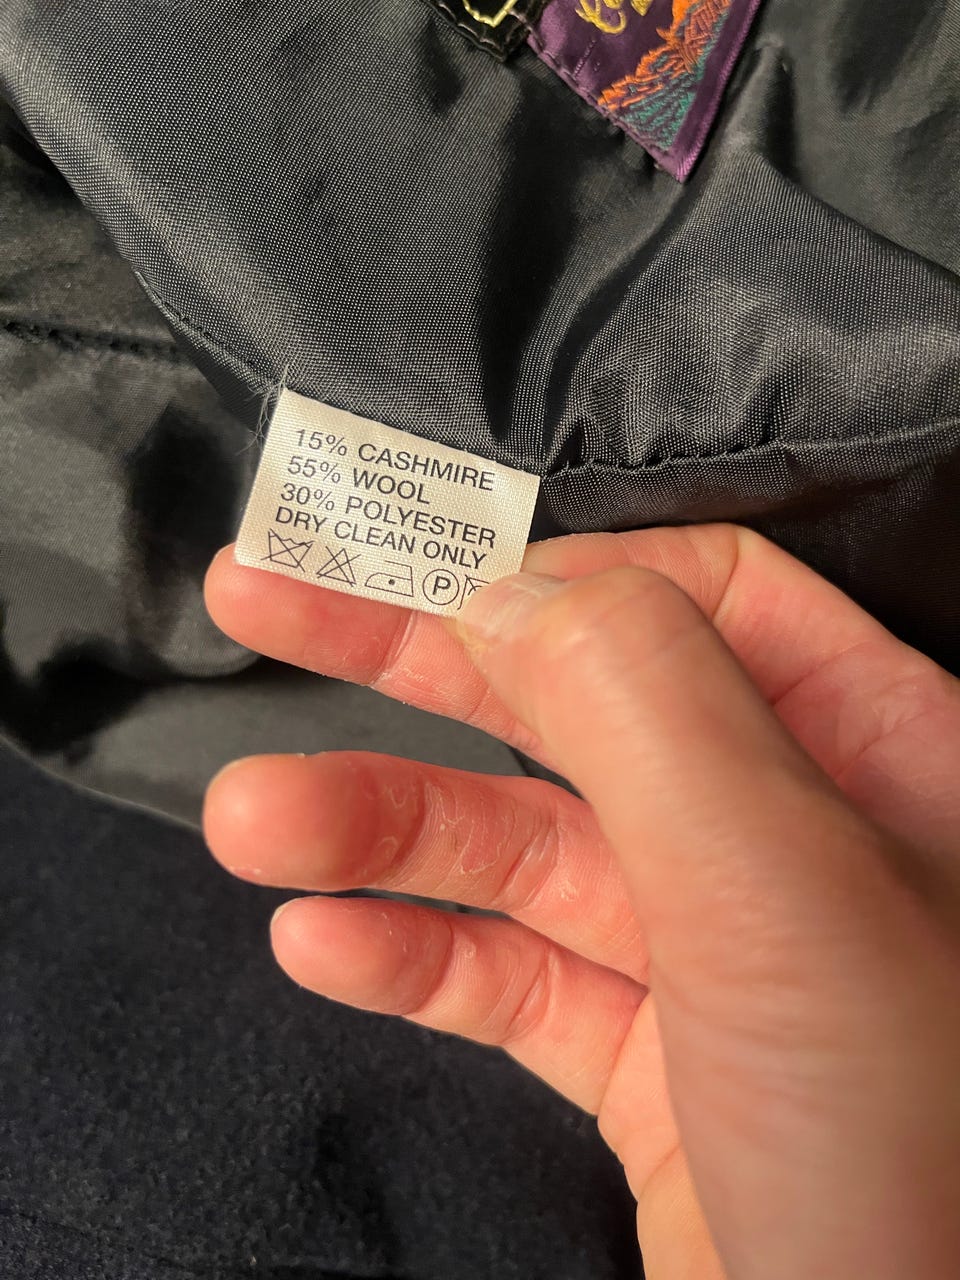 15% CASHMIRE
55% WOOL
30% POLYESTER
DRY CLEAN ONLY
P